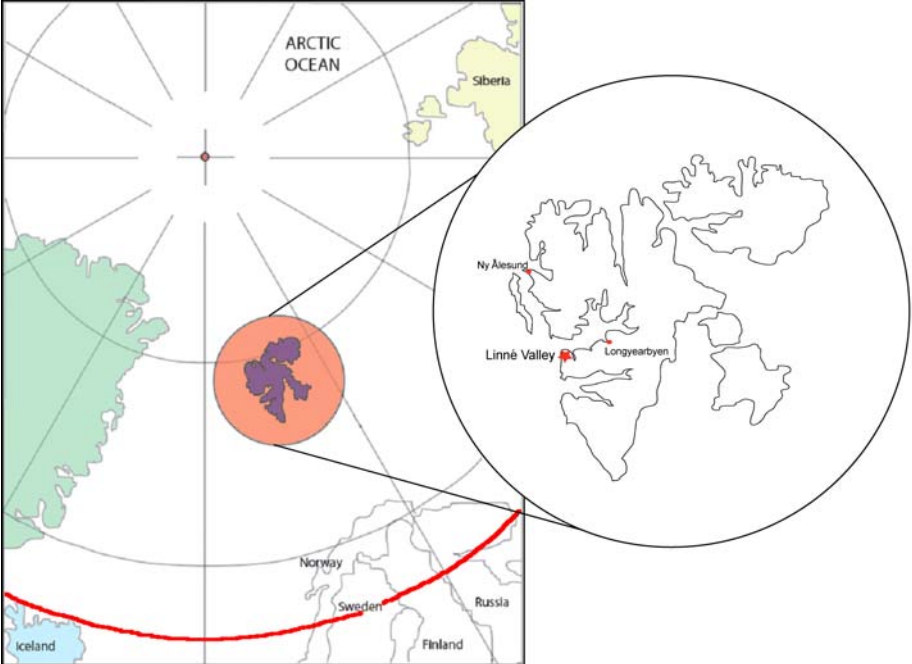 ARCTIC
OCEAN
Siberia
Ny Ålesund
Linnè Valley
Longyearbyen
Norway
Sweden
Russia
Iceland
Finland